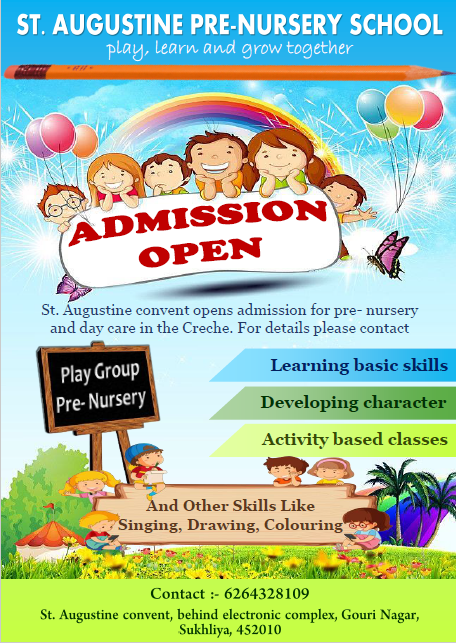 ST. AUGUSTINE PRE-NURSERY SCHOOL
play, learn and grow together
ADMISSION
OPEN
St. Augustine convent opens admission for pre- nursery
and day care in the Creche. For details please contact
Play Group
Pre- Nursery
Learning basic skills
Developing character
Activity based classes
And Other Skills Like
Singing, Drawing, Colouring
Contact :- 6264328109
St. Augustine convent, behind electronic complex, Gouri Nagar,
Sukhliya, 452010